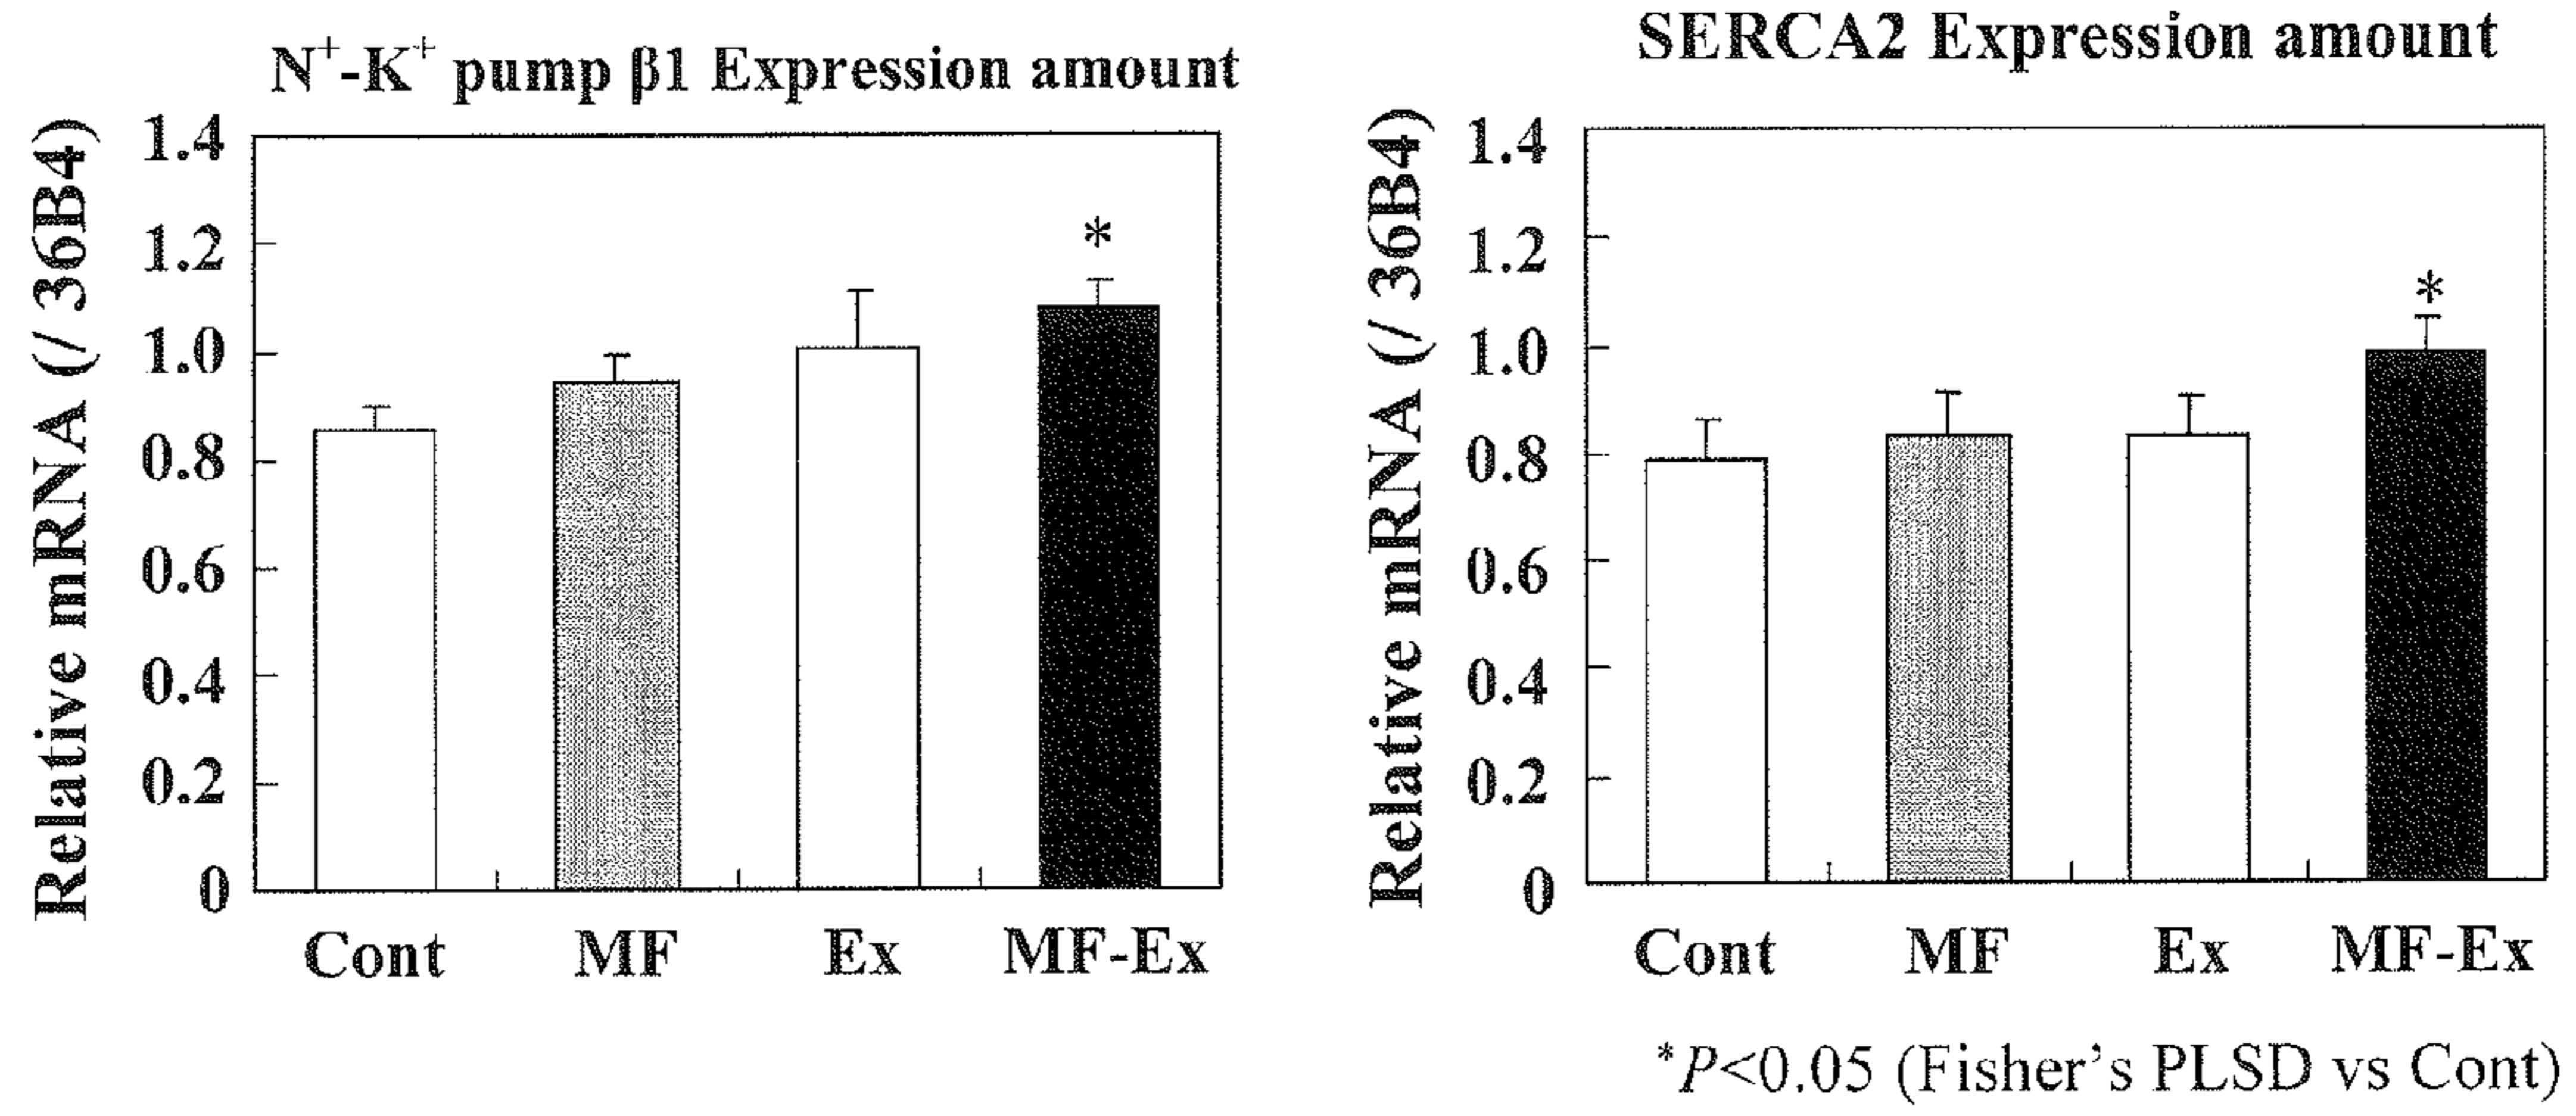 N+-K+ pump β1 Expression amount
Relative mRNA (/ 36B4)
1.4
1.2
1.0
0.8
0.6
0.4
0.2
0
Cont MF Ex MF-Ex
*
SERCA2 Expression amount
Relative mRNA (/ 36B4)
1.4
1.2
1.0
0.8
0.6
0.4
0.2
0
Cont MF Ex MF-Ex
*
*P<0.05 (Fisher's PLSD vs Cont)